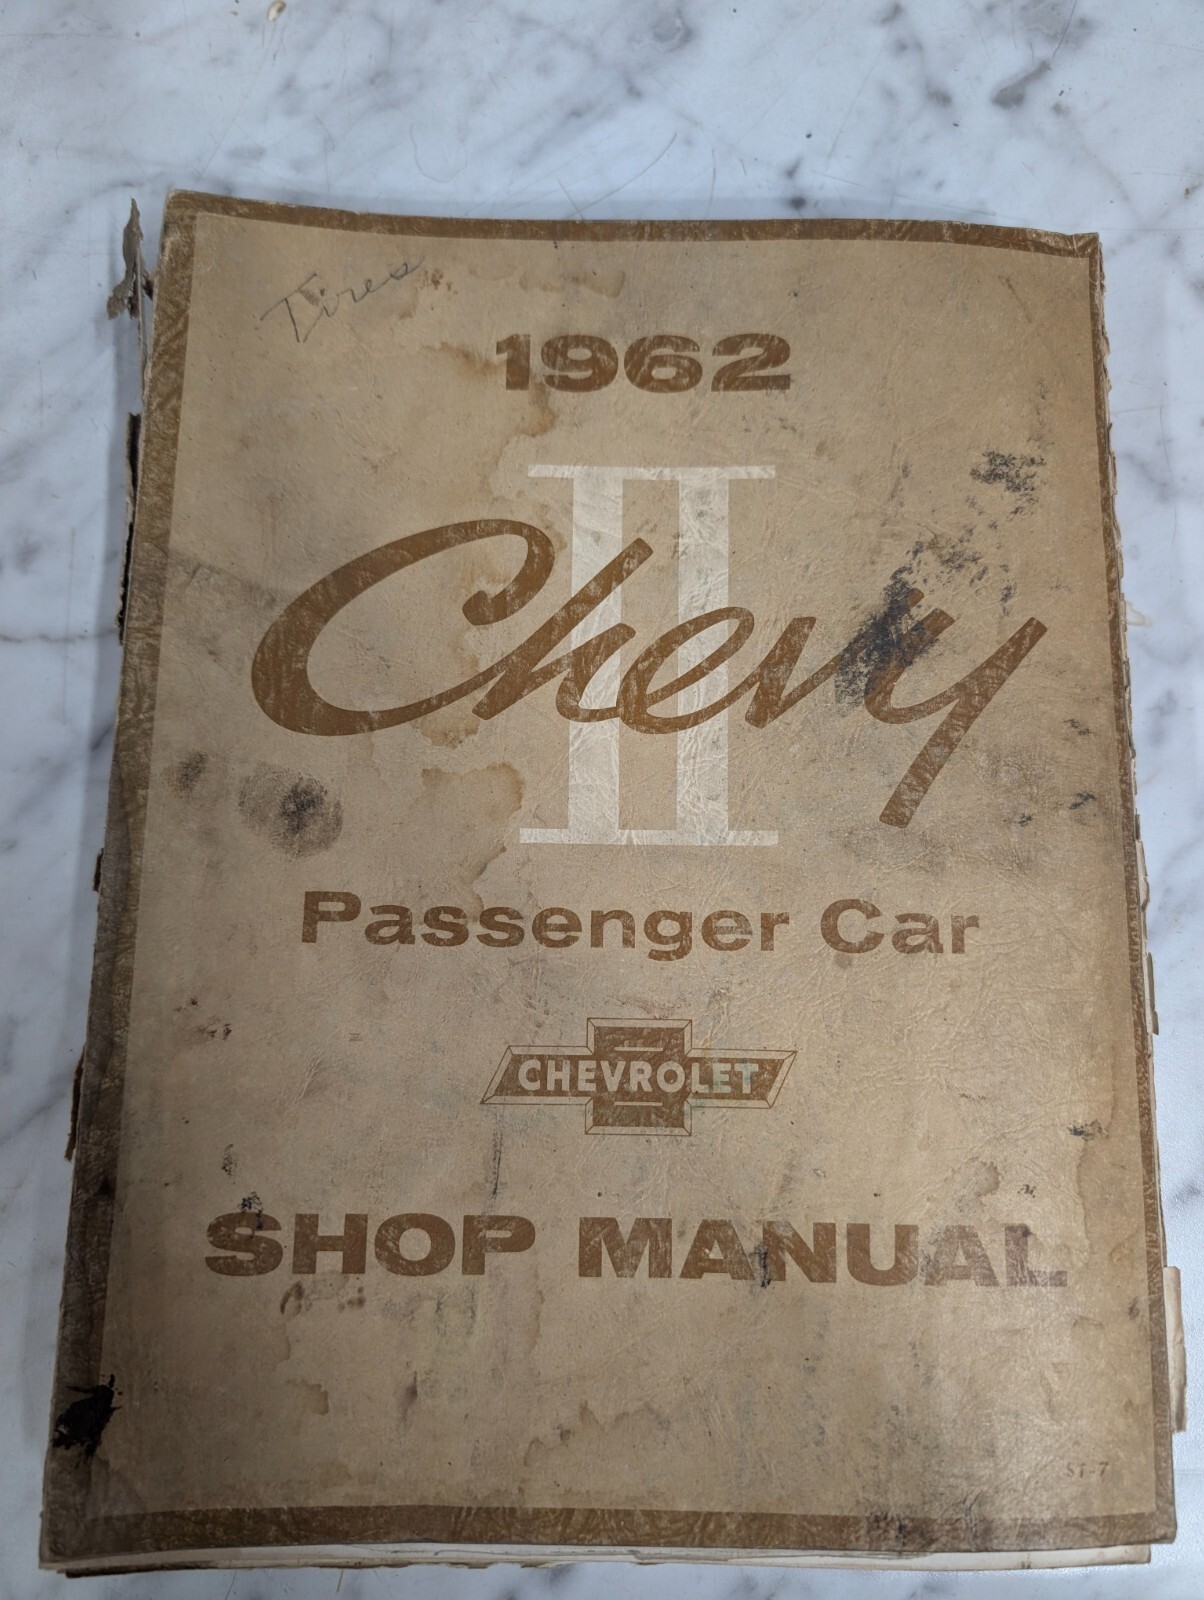 Tires
1962
II
Chevy
Passenger Car
CHEVROLET
SHOP MANUAL
ST-7